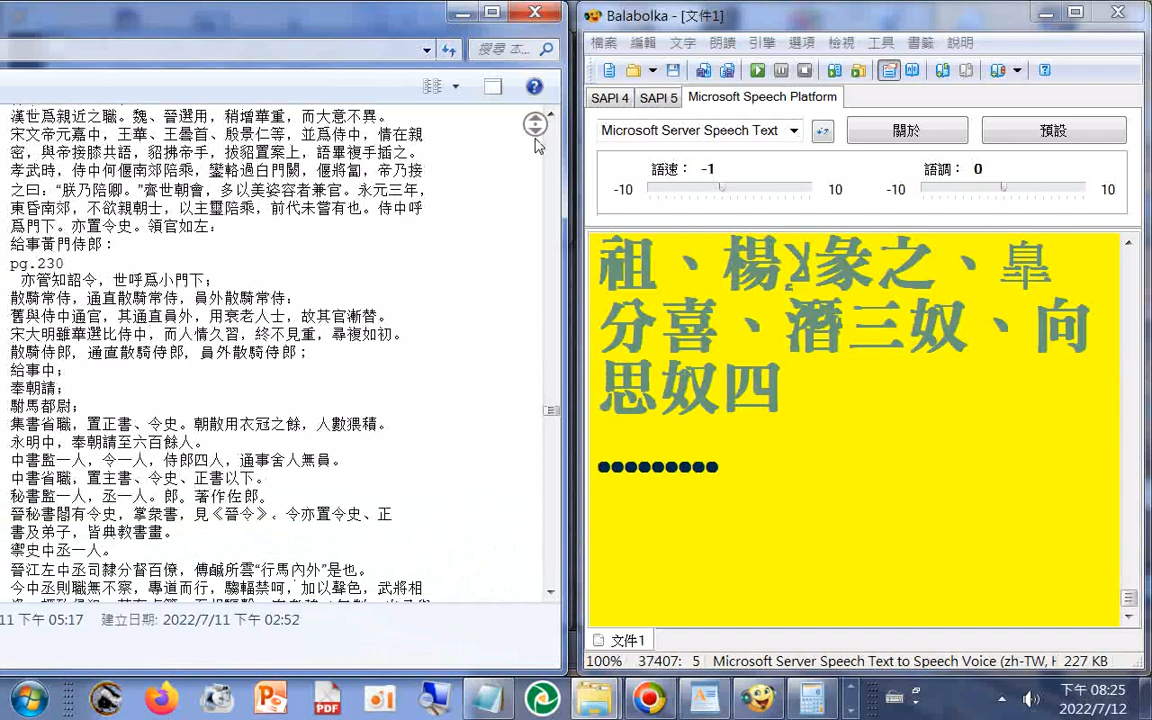 搜尋 本...
漢世爲親近之職。魏、晉選用，稍增華重，而大意不異。
宋文帝元嘉中，王華、王曇首、殷景仁等，並爲侍中，情在親
密，與帝接膝共語，貂拂帝手，拔貂置案上，語畢複手插之。
孝武時，侍中何偃南郊陪乘，鑾輅過白門闕，偃將匐，帝乃接
之曰：“朕乃陪卿。”齊世朝會，多以美姿容者兼官。永元三年，
東昏南郊，不欲親朝士，以主璽陪乘，前代未嘗有也。侍中呼
爲門下。亦置令史。領官如左：
給事黃門侍郎：
pg.230
亦管知詔令，世呼爲小門下；
散騎常侍，通直散騎常侍，員外散騎常侍：
舊與侍中通官，其通直員外，用衰老人士，故其官漸替。
宋大明雖華選比侍中，而人情久習，終不見重，尋複如初。
散騎侍郎，通直散騎侍郎，員外散騎侍郎；
給事中；
奉朝請；
駙馬都尉；
集書省職，置正書、令史。朝散用衣冠之餘，人數猥積。
永明中，奉朝請至六百餘人。
中書監一人，令一人，侍郎四人，通事舍人無員。
中書省職，置主書、令史、正書以下。
秘書監一人，丞一人。郎。著作佐郎。
晉秘書閣有令史，掌衆書，見《晉令》。令亦置令史、正
書及弟子，皆典教書畫。
禦史中丞一人。
晉江左中丞司隸分督百僚，傅鹹所雲“行馬內外”是也。
今中丞則職無不察，專道而行，騶輻禁呵，加以聲色，武將相
11 下午 05:17 建立日期: 2022/7/11 下午 02:52
Balabolka - [文件1]
檔案 編輯 文字 朗讀 引擎 選項 檢視 工具 書籤 說明
SAPI 4 SAPI 5 Microsoft Speech Platform
Microsoft Server Speech Text 關於 預設
語速: -1 語調: 0
-10 10 -10 10
祖、楊 彖之、臯
分喜、潛三奴、向
思奴四
●●●●●●●●●
文件1
100% 37407: 5 Microsoft Server Speech Text to Speech Voice (zh-TW, H 227 KB
PDF
下午 08:25
2022/7/12